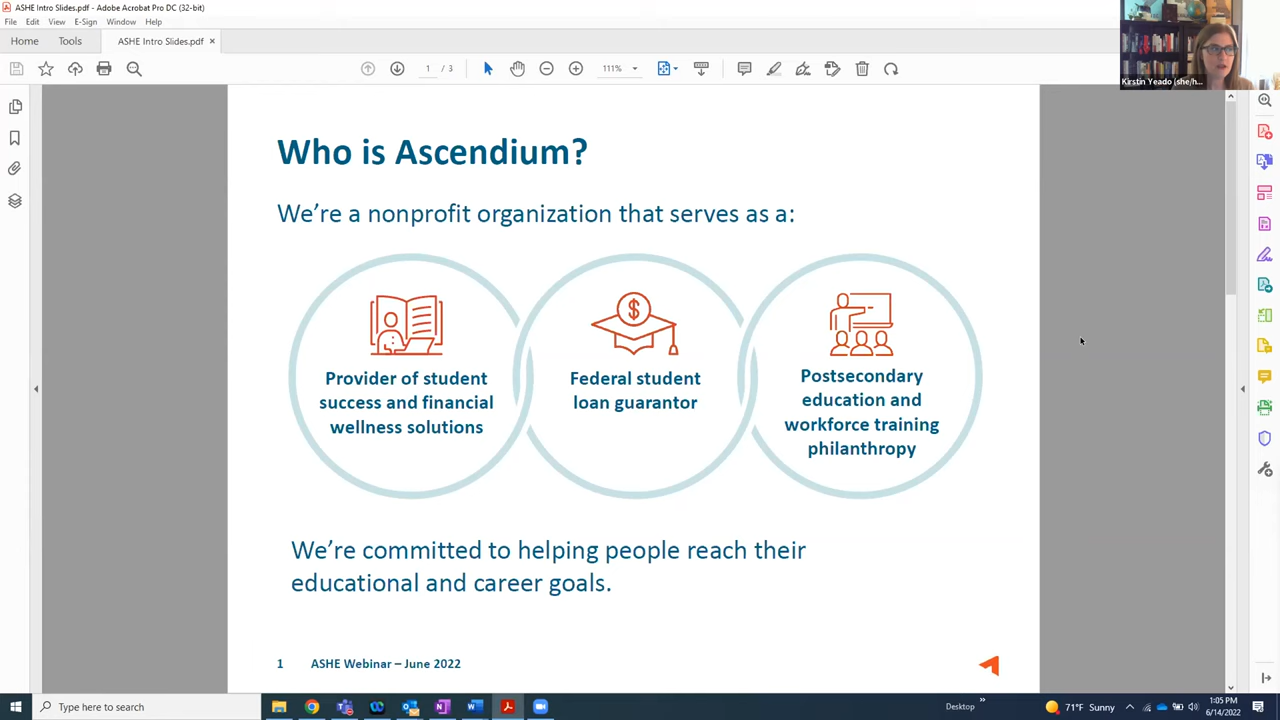 ASHE Intro Slides.pdf - Adobe Acrobat Pro DC (32-bit)
File Edit View E-Sign Window Help
Home Tools ASHE Intro Slides.pdf ×
1 / 3 111%
Kirstin Yeado (she/h...
Who is Ascendium?
We're a nonprofit organization that serves as a:
Provider of student
success and financial
wellness solutions
Federal student
loan guarantor
Postsecondary
education and
workforce training
philanthropy
We're committed to helping people reach their
educational and career goals.
1 ASHE Webinar – June 2022
Type here to search
Desktop
71°F Sunny
1:05 PM
6/14/2022